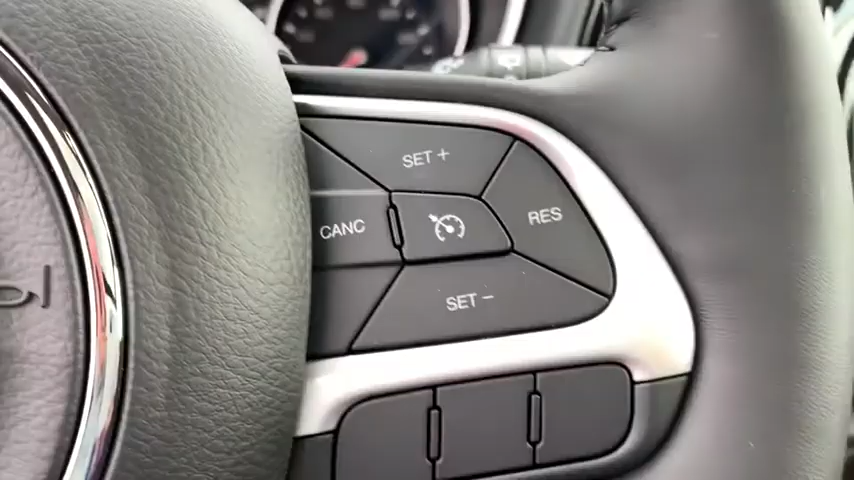 SET +
CANC
RES
SET −